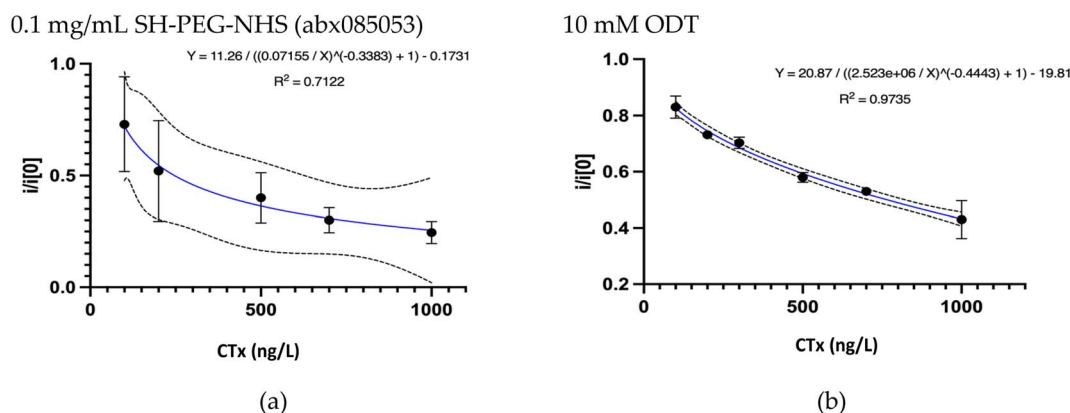 0.1 mg/mL SH-PEG-NHS (abx085053)
Y = 11.26 / ((0.07155 / X)^(-0.3383) + 1) - 0.1731
R² = 0.7122
1.0
0.5
0.0
i/i[0]
0
500
1000
CTx (ng/L)
(a)
10 mM ODT
Y = 20.87 / ((2.523e+06 / X)^(-0.4443) + 1) - 19.81
R² = 0.9735
1.0
0.8
0.6
0.4
0.2
i/i[0]
0
500
1000
CTx (ng/L)
(b)